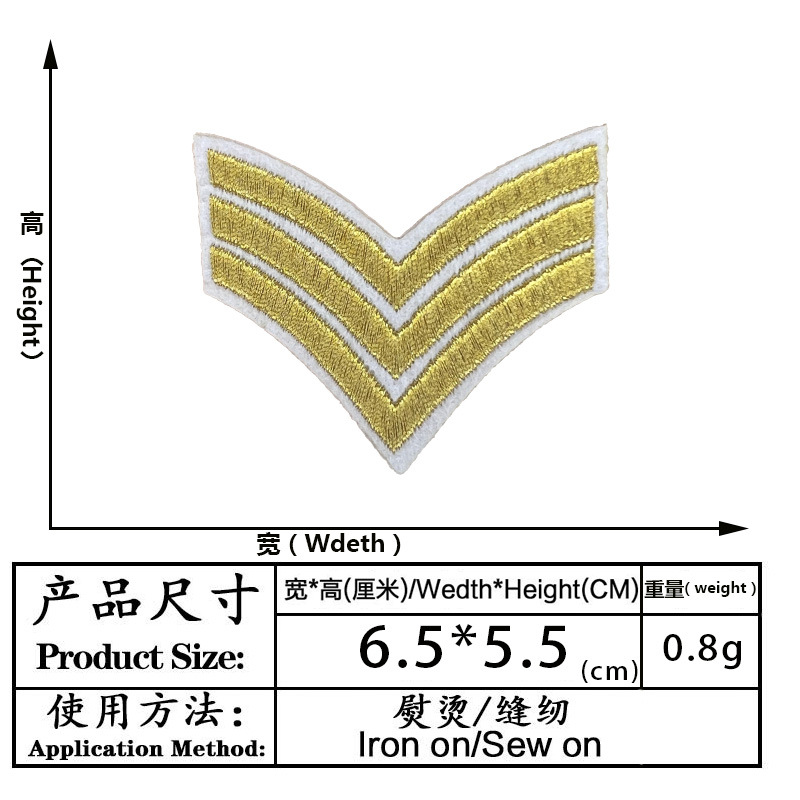 高 (Height)
宽 ( Wdeth )
产品尺寸
Product Size:
宽*高(厘米)/Wedth*Height(CM)
重量( weight )
6.5*5.5 (cm)
0.8g
使用方法:
Application Method:
熨烫/缝纫
Iron on/Sew on